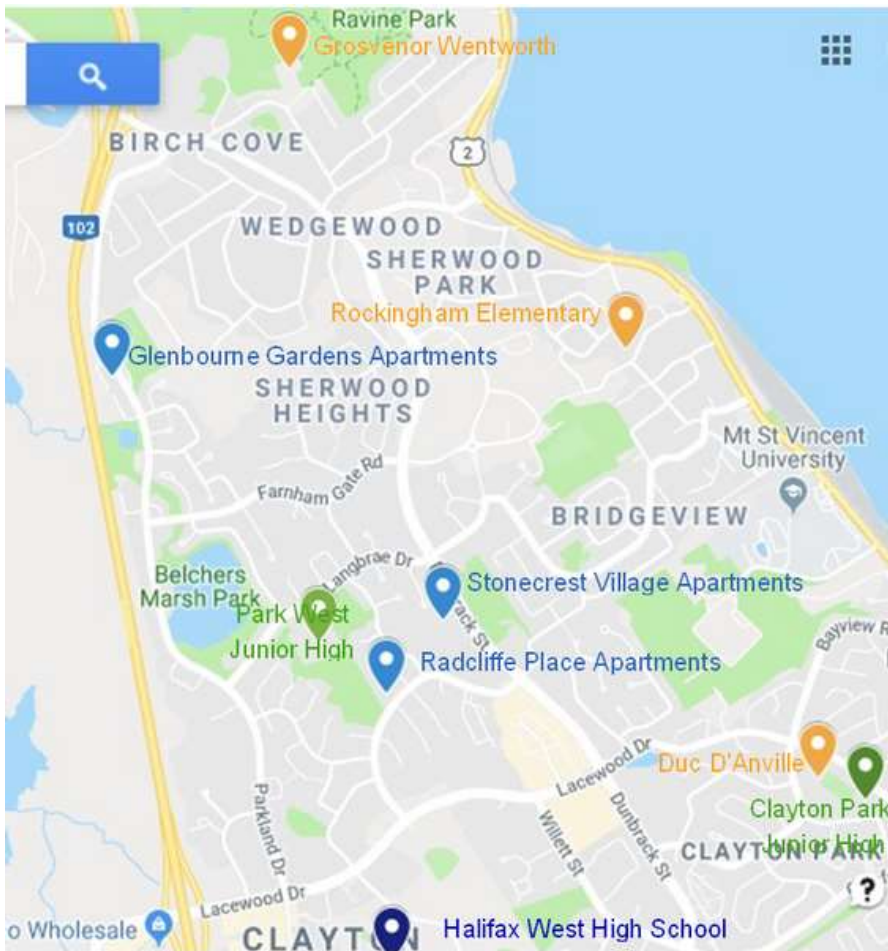 Ravine Park
Grosvenor Wentworth
BIRCH COVE
2
102
WEDGEWOOD
SHERWOOD
PARK
Rockingham Elementary
Glenbourne Gardens Apartments
SHERWOOD
HEIGHTS
Mt St Vincent
University
Farnham Gate Rd
BRIDGEVIEW
Langbrae Dr
Belchers
Marsh Park
Stonecrest Village Apartments
Park West
Junior High
brack St
Bayview R
Radcliffe Place Apartments
Lacewood Dr
Duc D'Anville
Parkland Dr
Willett St
Dunbrack St
Clayton Park
Junior High
CLAYTON PARK
?
Lacewood Dr
o Wholesale
CLAYTON
Halifax West High School